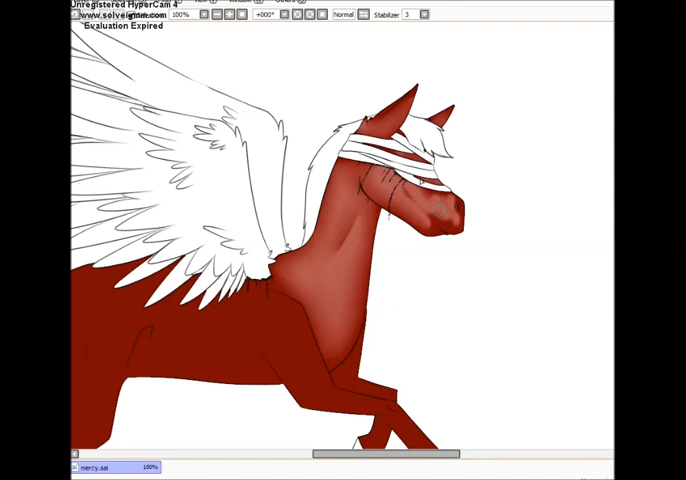 Unregistered HyperCam 4
www.solveigmm.com
Evaluation Expired
100%
+000°
Normal
Stabilizer 3
mercy.sai
100%